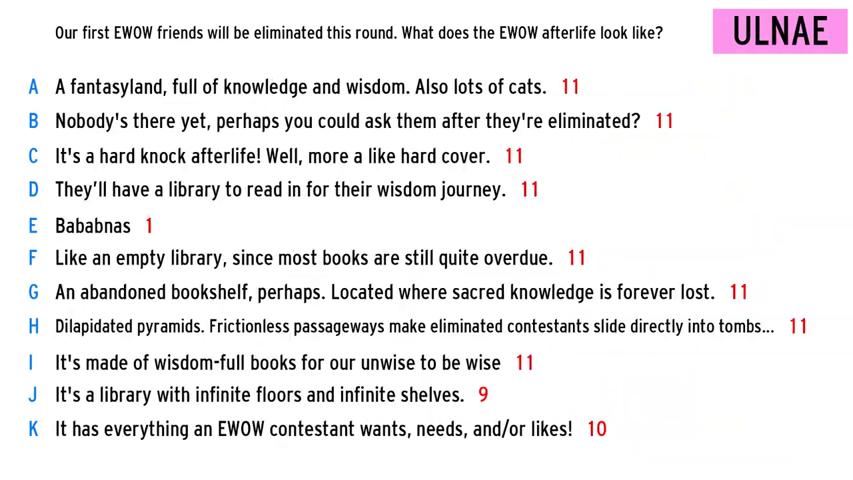 Our first EWOW friends will be eliminated this round. What does the EWOW afterlife look like?
ULNAE
A A fantasyland, full of knowledge and wisdom. Also lots of cats. 11
B Nobody's there yet, perhaps you could ask them after they're eliminated? 11
C It's a hard knock afterlife! Well, more a like hard cover. 11
D They'll have a library to read in for their wisdom journey. 11
E Bababnas 1
F Like an empty library, since most books are still quite overdue. 11
G An abandoned bookshelf, perhaps. Located where sacred knowledge is forever lost. 11
H Dilapidated pyramids. Frictionless passageways make eliminated contestants slide directly into tombs... 11
I It's made of wisdom-full books for our unwise to be wise 11
J It's a library with infinite floors and infinite shelves. 9
K It has everything an EWOW contestant wants, needs, and/or likes! 10